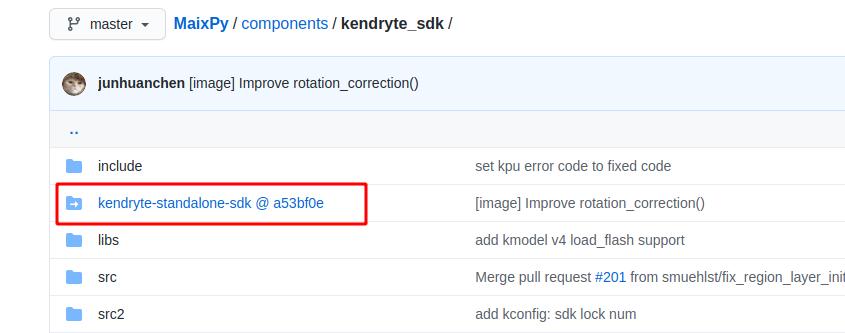 master MaixPy / components / kendryte_sdk /
junhuanchen [image] Improve rotation_correction()
..
include set kpu error code to fixed code
kendryte-standalone-sdk @ a53bf0e [image] Improve rotation_correction()
libs add kmodel v4 load_flash support
src Merge pull request #201 from smuehlst/fix_region_layer_init
src2 add kconfig: sdk lock num